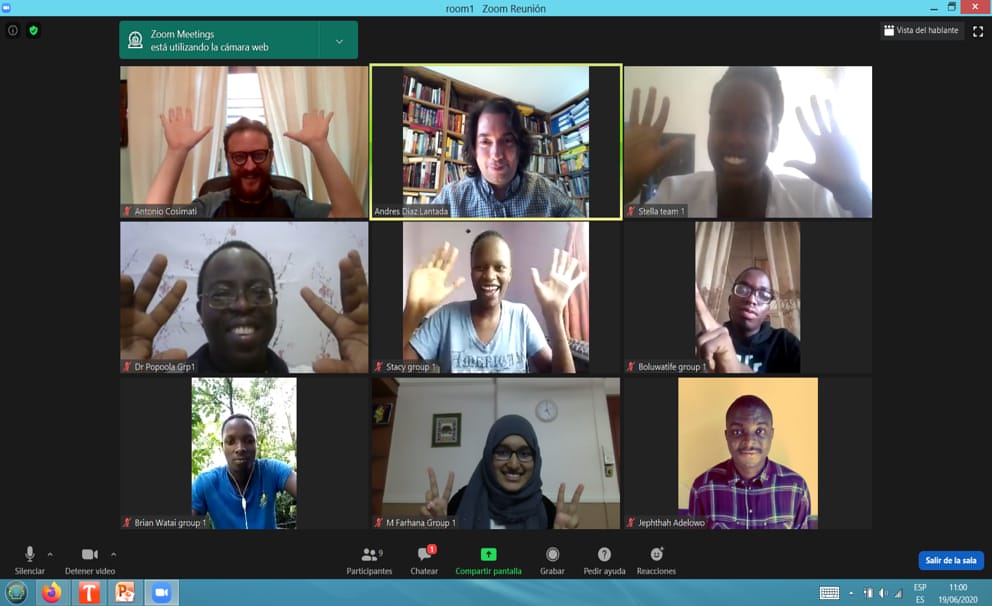 room1 Zoom Reunión
Zoom Meetings
está utilizando la cámara web
Vista del hablante
Antonio Cosimati
Andres Diaz Lantada
Stella team 1
Dr Popoola Grp1
AMERICAN
Stacy group 1
Boluwatife group 1
Brian Watai group 1
M Farhana Group 1
Jephthah Adelowo
9
1
Silenciar
Detener video
Participantes
Chatear
Compartir pantalla
Grabar
Pedir ayuda
Reacciones
Salir de la sala
ESP
ES
11:00
19/06/2020